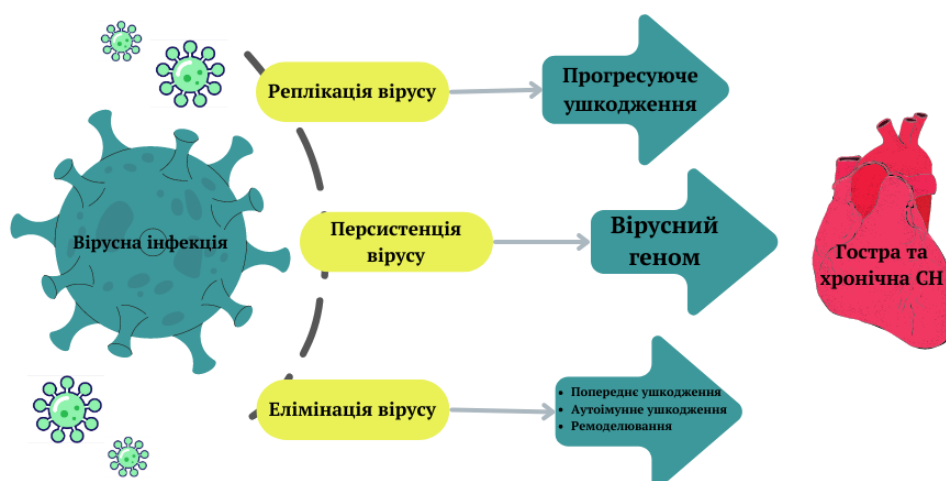 Вірусна інфекція
Реплікація вірусу
Прогресуюче
ушкодження
Персистенція
вірусу
Вірусний
геном
Елімінація вірусу
Попереднє ушкодження
Аутоімунне ушкодження
Ремоделювання
Гостра та
хронічна СН